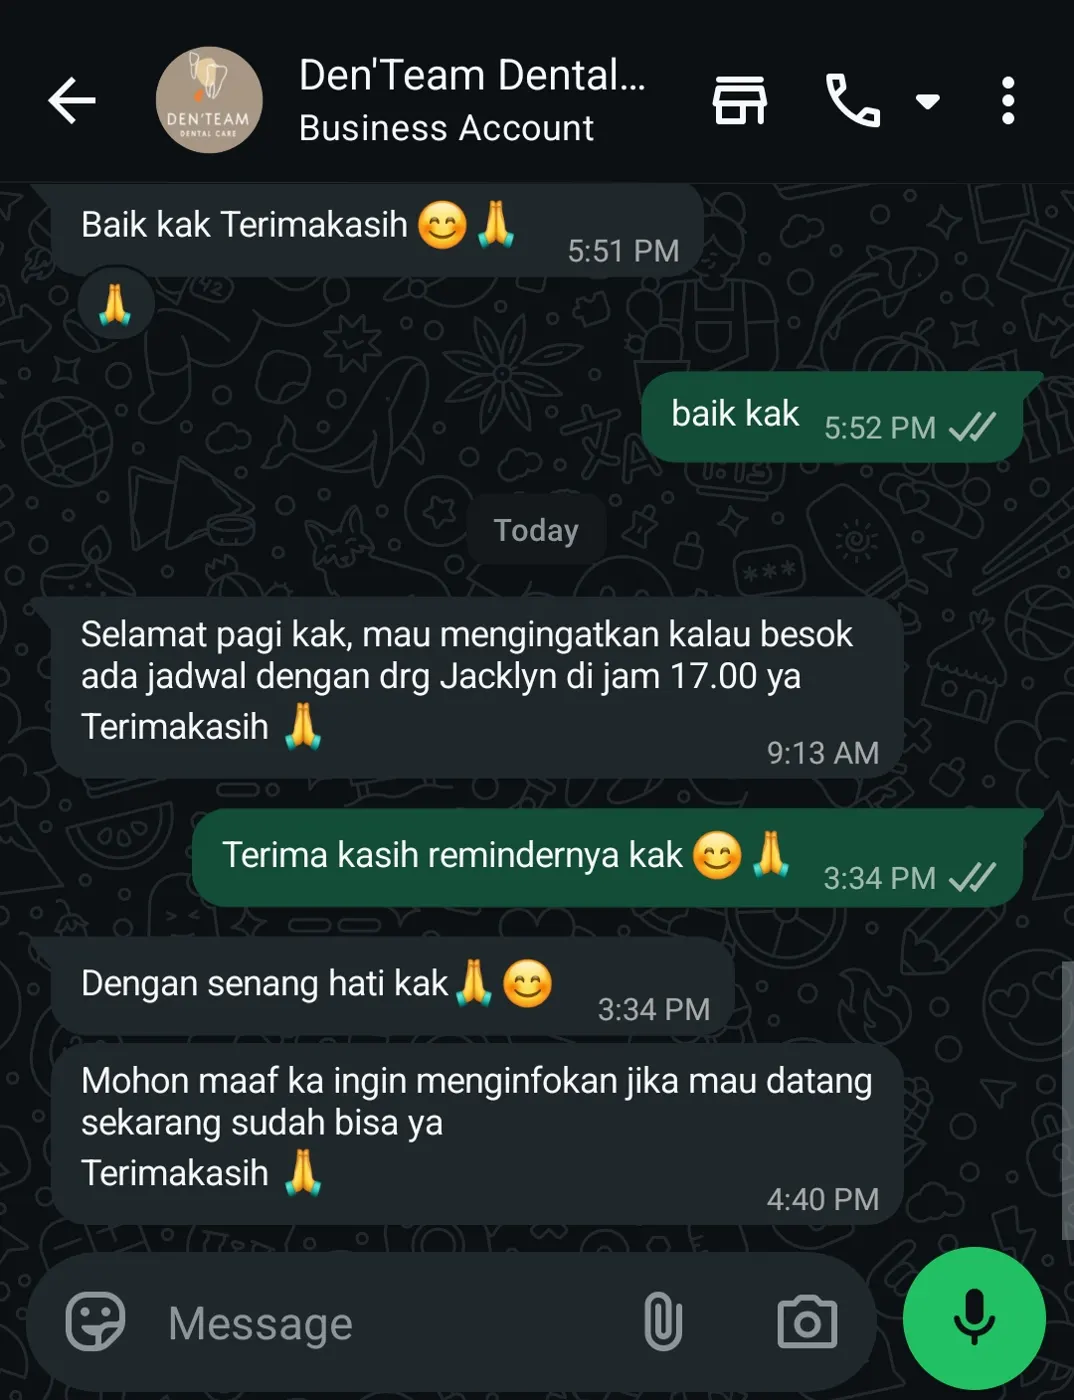 Den'Team Dental...
Business Account
DEN'TEAM
DENTAL CARE
Baik kak Terimakasih 😊🙏
5:51 PM
🙏
baik kak
5:52 PM
Today
Selamat pagi kak, mau mengingatkan kalau besok
ada jadwal dengan drg Jacklyn di jam 17.00 ya
Terimakasih 🙏
9:13 AM
Terima kasih remindernya kak 😊🙏
3:34 PM
Dengan senang hati kak🙏😊
3:34 PM
Mohon maaf ka ingin menginfokan jika mau datang
sekarang sudah bisa ya
Terimakasih 🙏
4:40 PM
Message